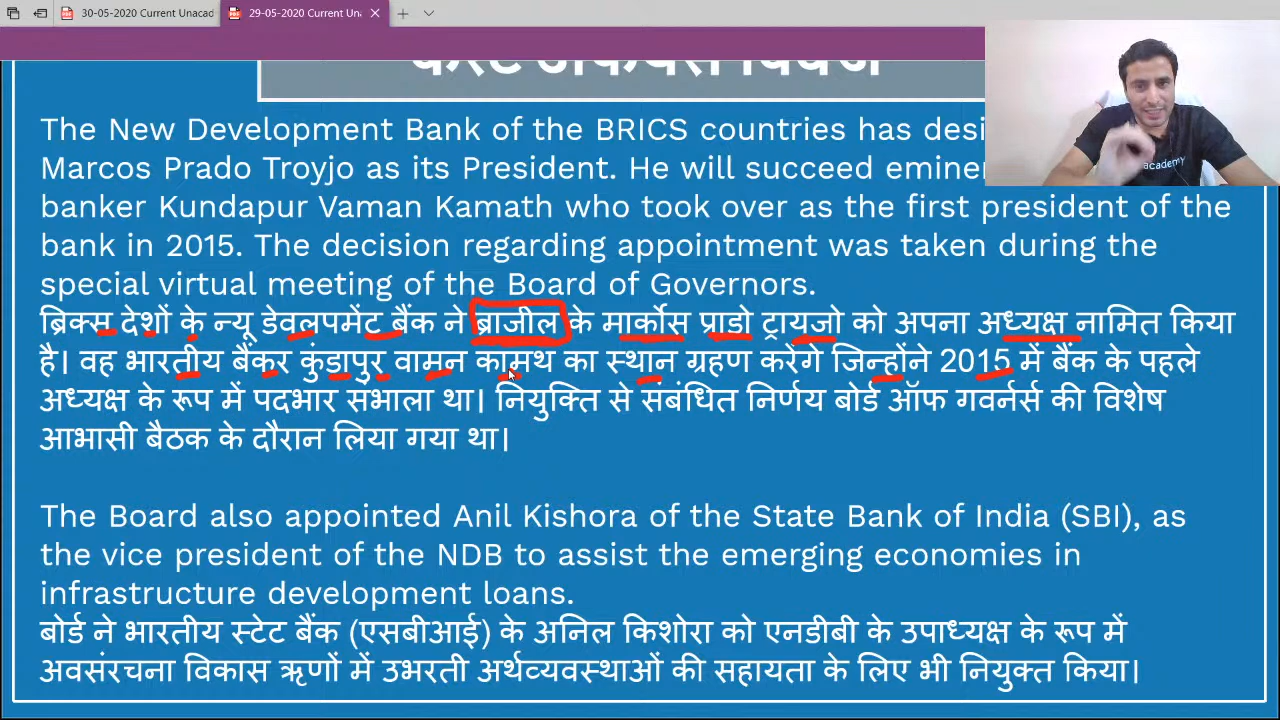 30-05-2020 Current Unacad
29-05-2020 Current Una
The New Development Bank of the BRICS countries has desi
Marcos Prado Troyjo as its President. He will succeed eminen
academy
banker Kundapur Vaman Kamath who took over as the first president of the
bank in 2015. The decision regarding appointment was taken during the
special virtual meeting of the Board of Governors.
ब्रिक्स देशों के न्यू डेवलपमेंट बैंक ने ब्राजील के मार्कोस प्राडो ट्रायजो को अपना अध्यक्ष नामित किया
है। वह भारतीय बैंकर कुंडापुर वामन कामथ का स्थान ग्रहण करेंगे जिन्होंने 2015 में बैंक के पहले
अध्यक्ष के रूप में पदभार संभाला था। नियुक्ति से संबंधित निर्णय बोर्ड ऑफ गवर्नर्स की विशेष
आभासी बैठक के दौरान लिया गया था।
The Board also appointed Anil Kishora of the State Bank of India (SBI), as
the vice president of the NDB to assist the emerging economies in
infrastructure development loans.
बोर्ड ने भारतीय स्टेट बैंक (एसबीआई) के अनिल किशोरा को एनडीबी के उपाध्यक्ष के रूप में
अवसंरचना विकास ऋणों में उभरती अर्थव्यवस्थाओं की सहायता के लिए भी नियुक्त किया।